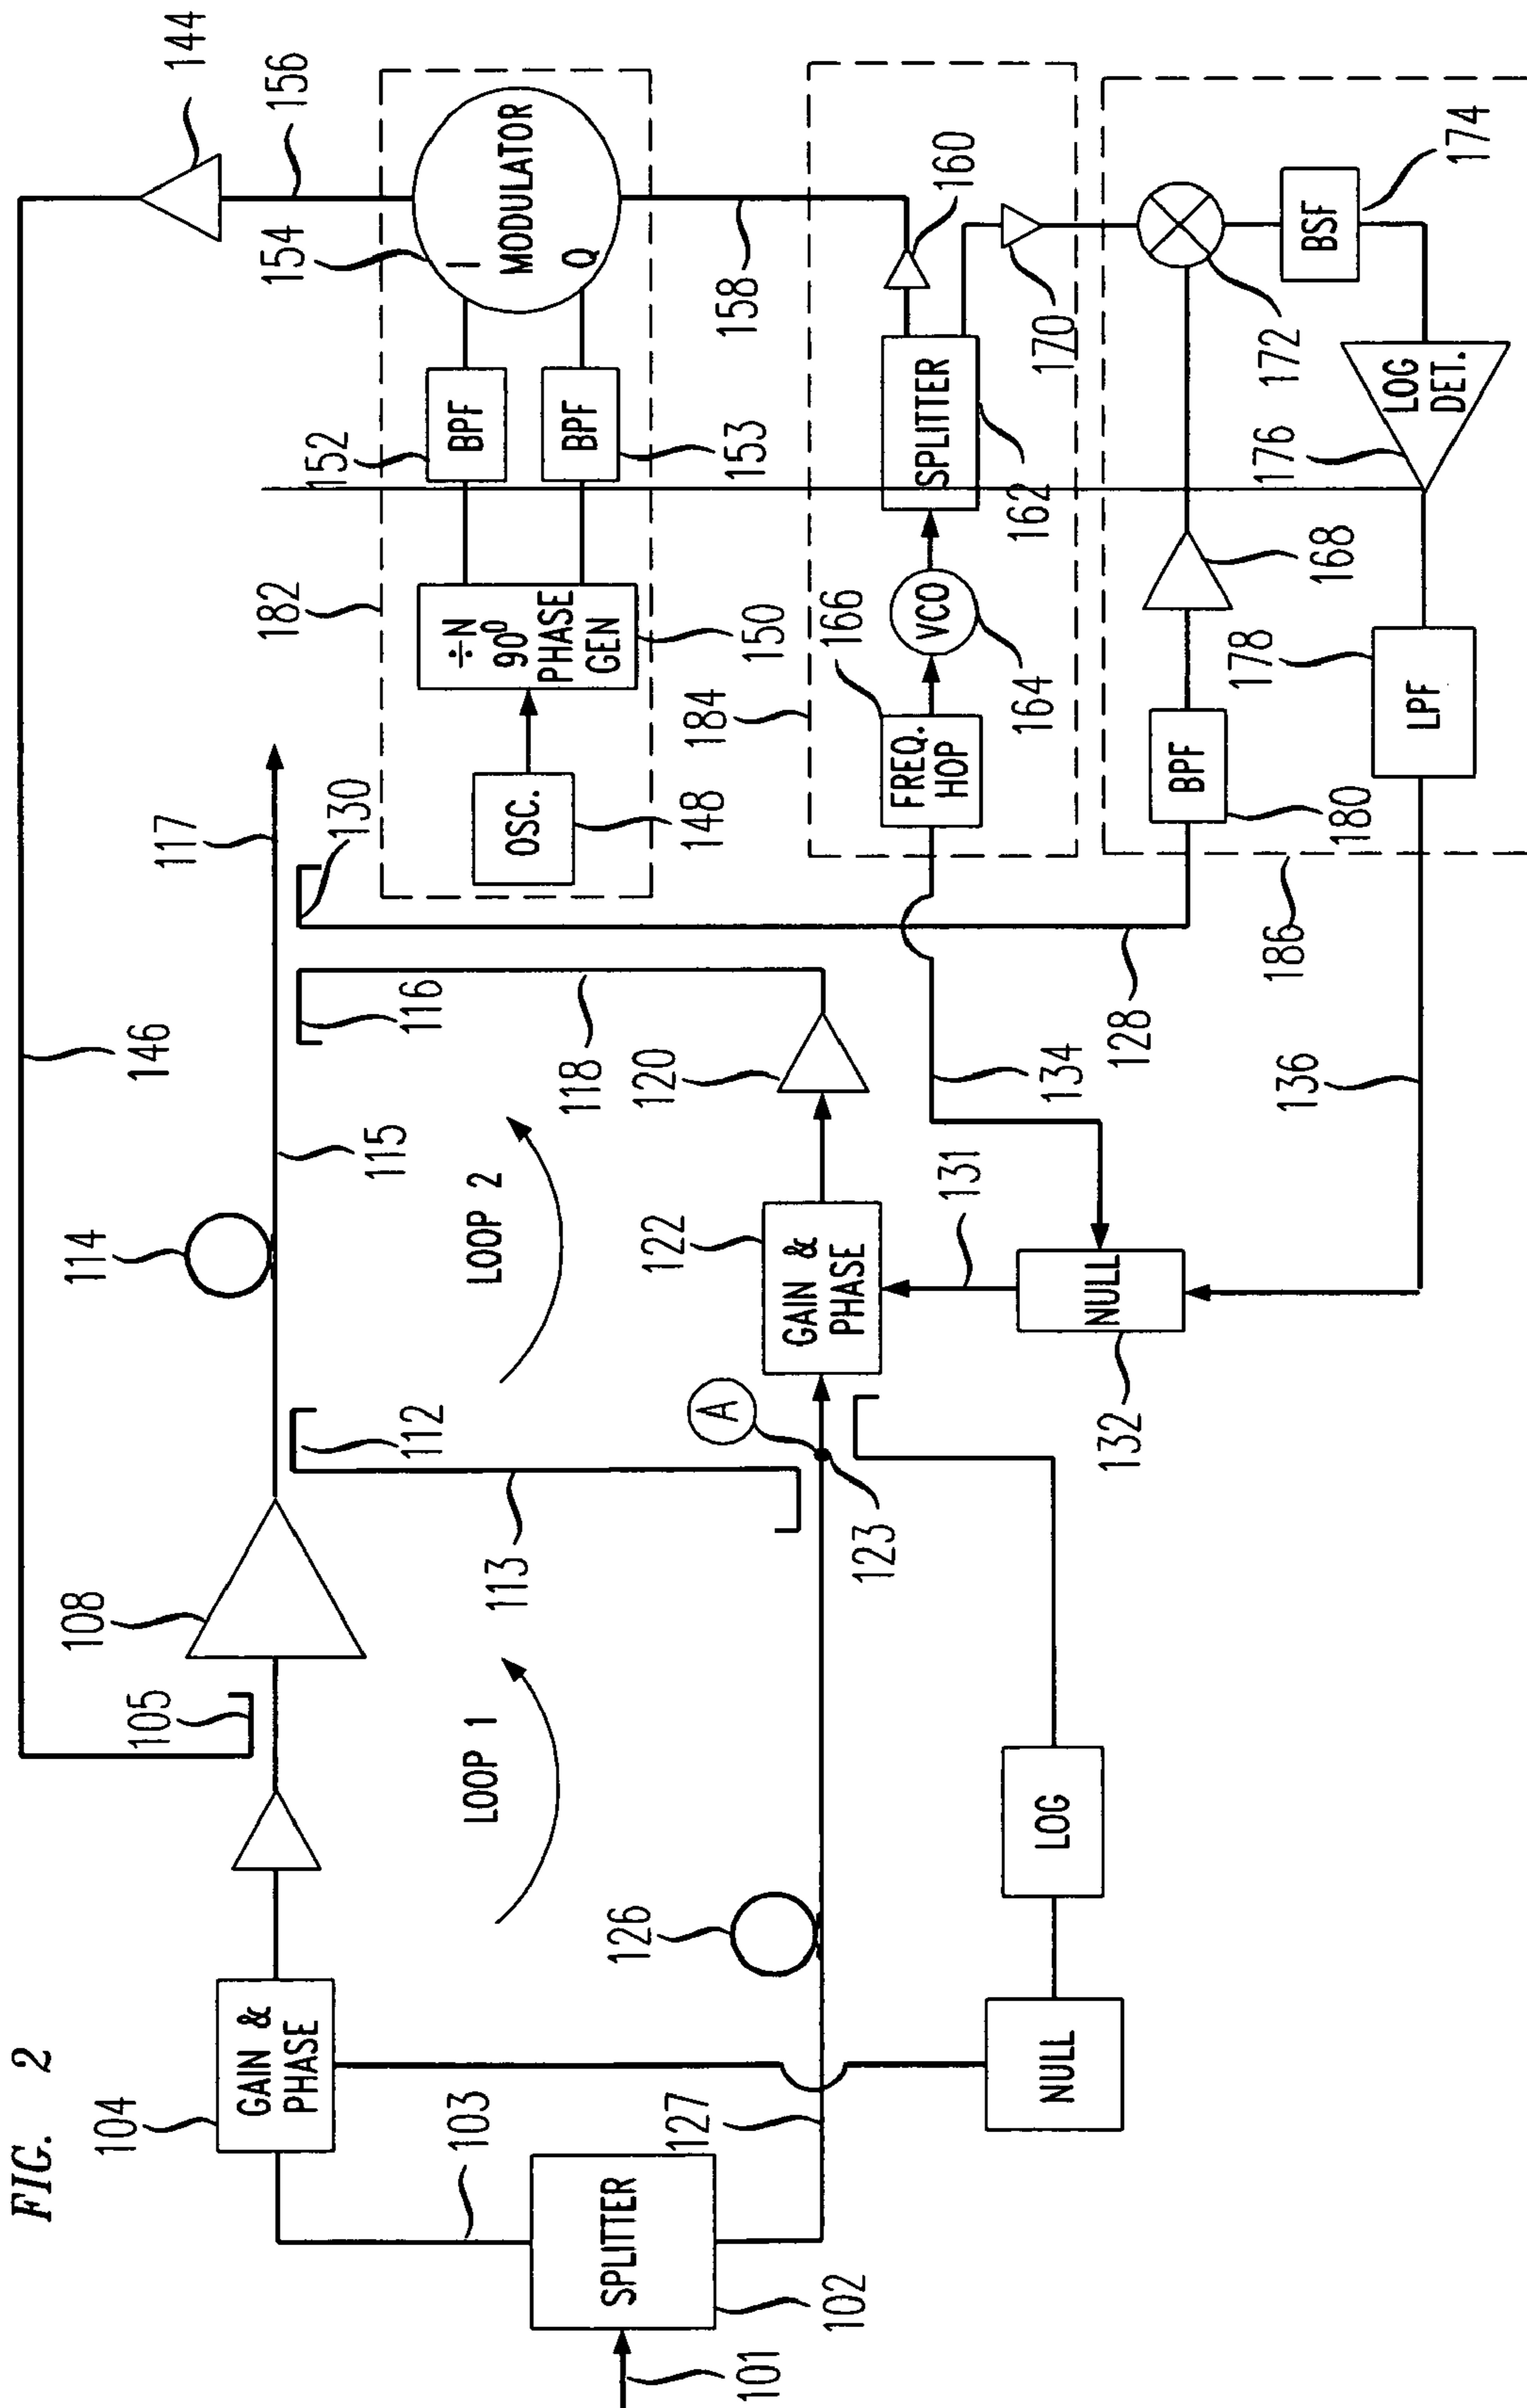 FIG. 2
144
156
146
154
I
MODULATOR
Q
152
BPF
BPF
153
182
÷N
90⁰
PHASE
GEN
150
OSC.
148
158
160
170
SPLITTER
162
VCO
164
166
FREQ.
HOP
184
172
BSF
174
LOG
DET.
176
168
178
LPF
BPF
180
186
117
130
128
134
136
116
118
120
115
114
LOOP 2
131
122
GAIN &
PHASE
NULL
132
A
123
112
113
108
105
LOOP 1
126
LOG
NULL
104
GAIN &
PHASE
103
127
SPLITTER
102
101